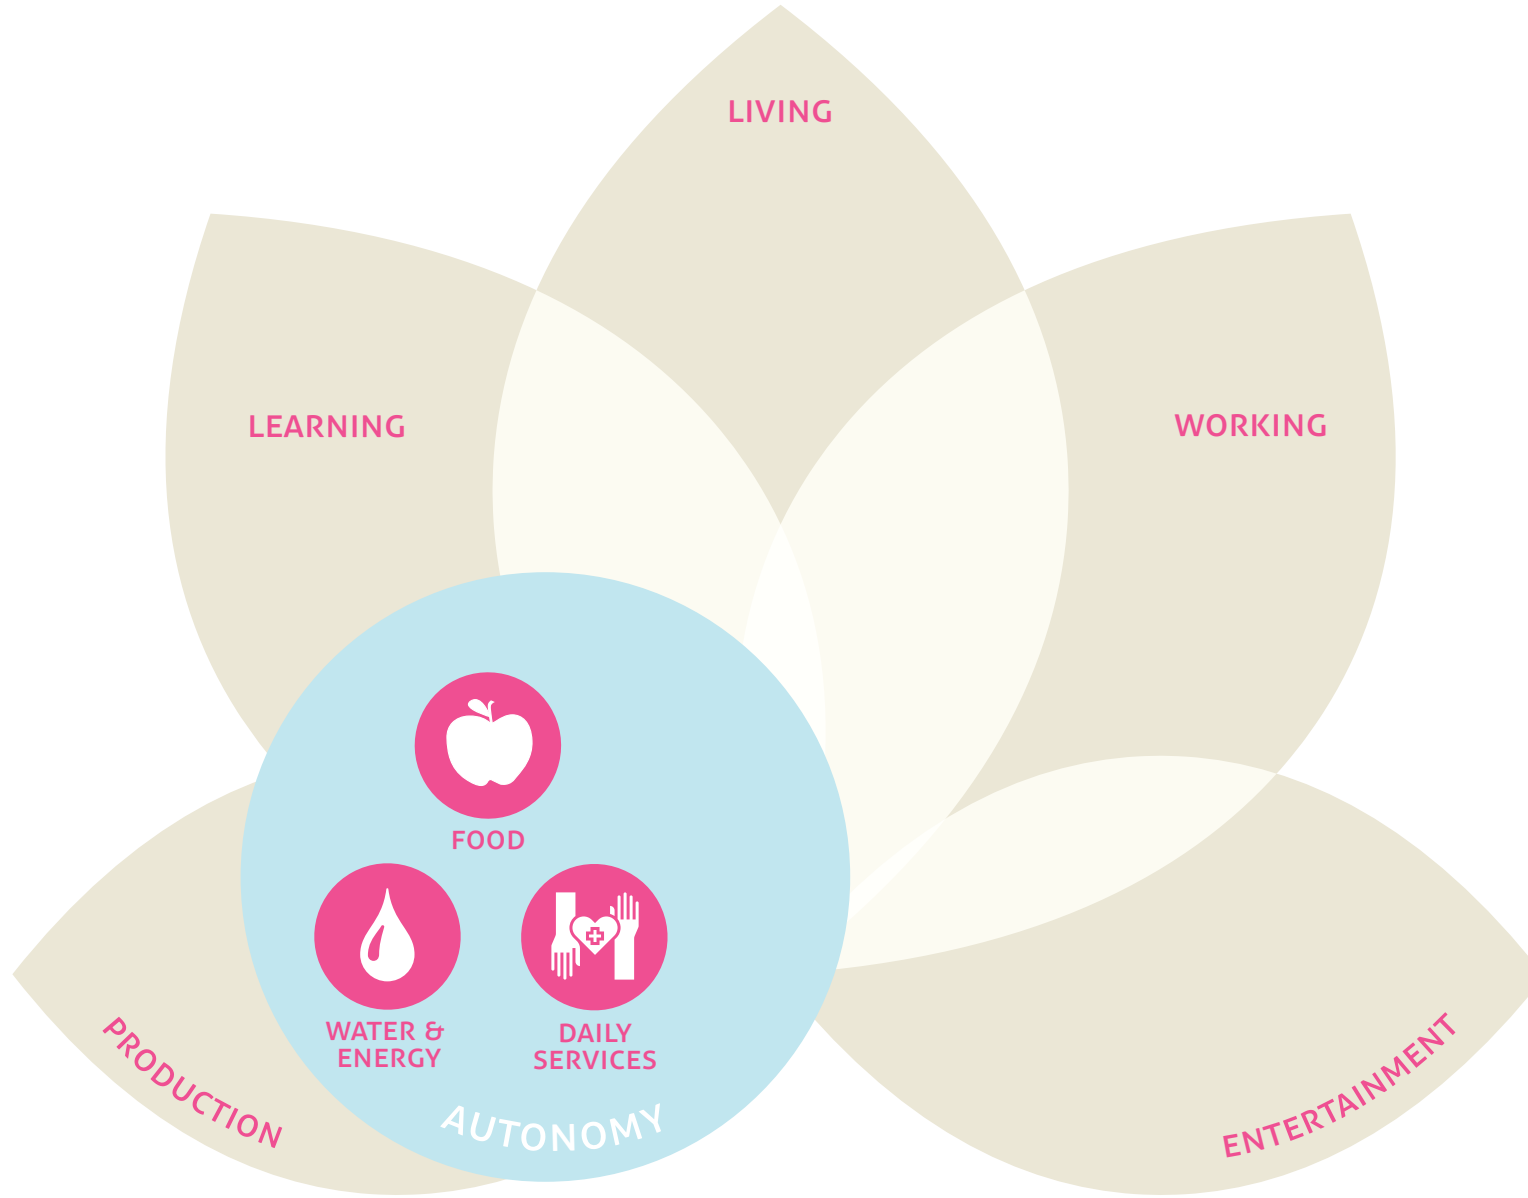 LIVING
LEARNING
WORKING
FOOD
WATER &
ENERGY
DAILY
SERVICES
AUTONOMY
PRODUCTION
ENTERTAINMENT